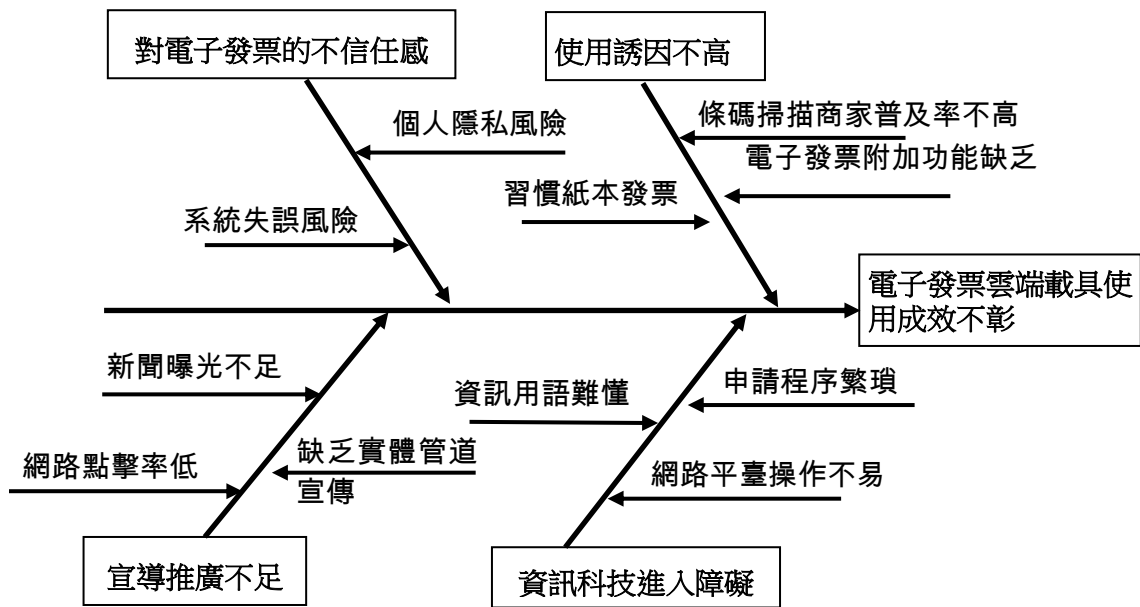 對電子發票的不信任感
使用誘因不高
個人隱私風險
條碼掃描商家普及率不高
電子發票附加功能缺乏
習慣紙本發票
系統失誤風險
電子發票雲端載具使
用成效不彰
新聞曝光不足
資訊用語難懂
申請程序繁瑣
網路點擊率低
缺乏實體管道
宣傳
網路平臺操作不易
宣導推廣不足
資訊科技進入障礙